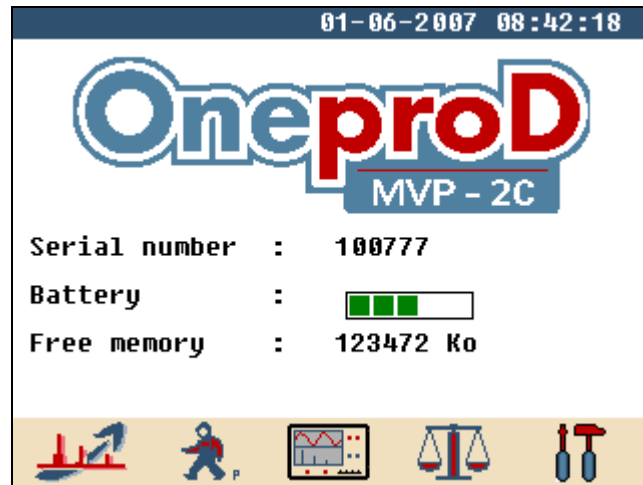 01-06-2007 08:42:18
OneproD
MVP - 2C
Serial number : 100777
Battery :
Free memory : 123472 Ko
P